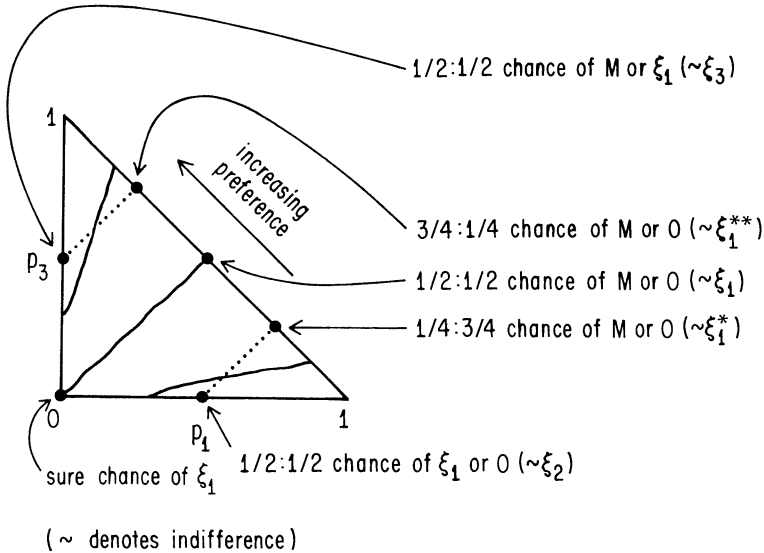 1/2:1/2 chance of M or ξ₁ (~ξ₃)
1
increasing
preference
3/4:1/4 chance of M or 0 (~ξ₁**)
p₃
1/2:1/2 chance of M or 0 (~ξ₁)
1/4:3/4 chance of M or 0 (~ξ₁*)
0
p₁
1
sure chance of ξ₁
1/2:1/2 chance of ξ₁ or 0 (~ξ₂)
(~ denotes indifference)